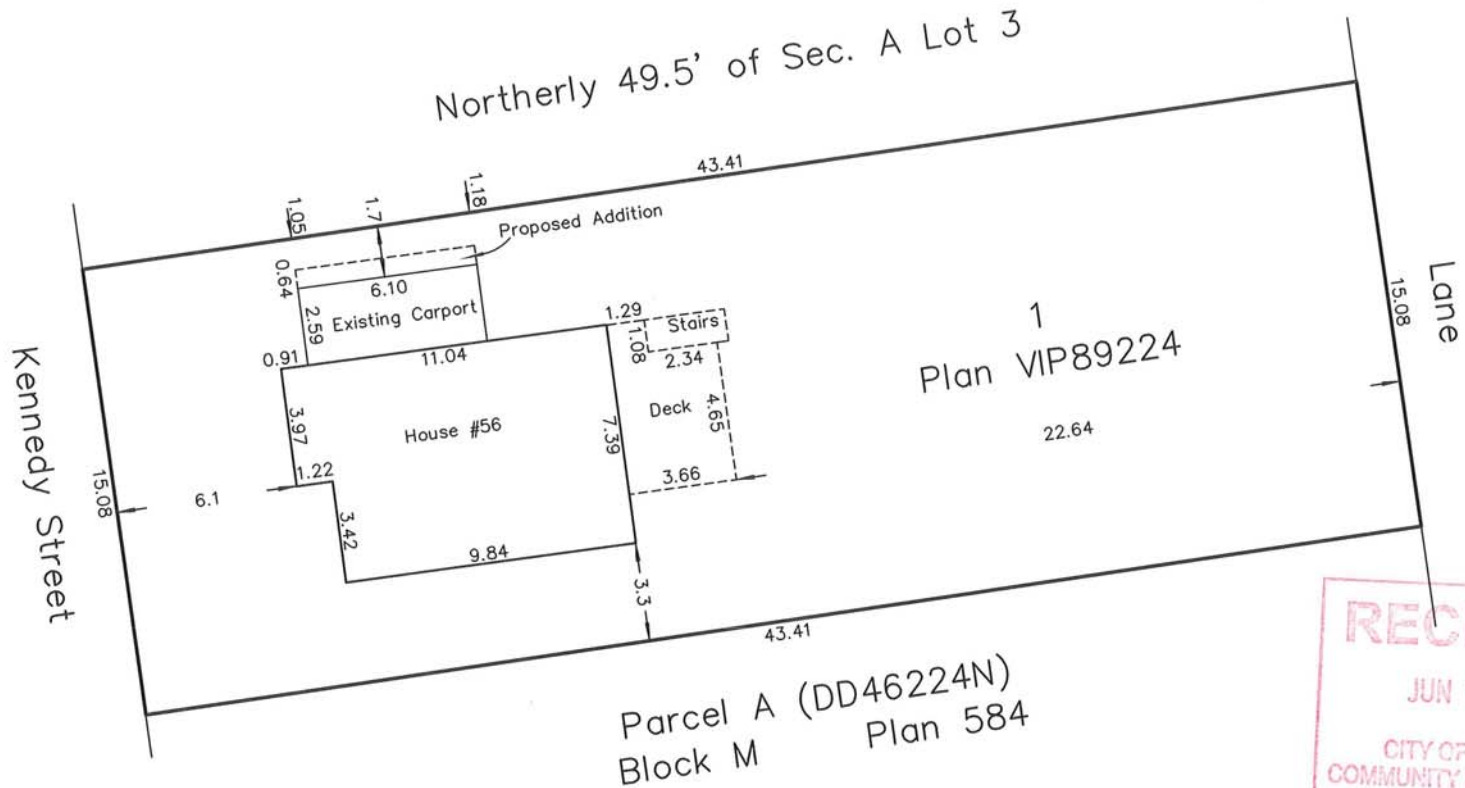 Northerly 49.5' of Sec. A Lot 3
43.41
1.05
1.7
1.18
Proposed Addition
0.64
6.10
2.59
Existing Carport
0.91
11.04
1.29
Stairs
1.08
2.34
3.97
House #56
7.39
Deck
4.65
3.66
1.22
6.1
3.42
9.84
3.3
1
Plan VIP89224
22.64
15.08
Lane
15.08
Kennedy Street
43.41
Parcel A (DD46224N)
Block M Plan 584
REC
JUN
CITY OF
COMMUNITY